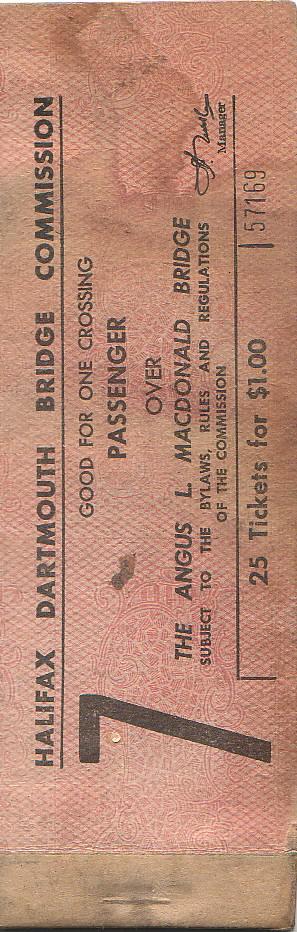 HALIFAX DARTMOUTH BRIDGE COMMISSION
GOOD FOR ONE CROSSING
PASSENGER
OVER
THE ANGUS L. MACDONALD BRIDGE
SUBJECT TO THE BYLAWS, RULES AND REGULATIONS
OF THE COMMISSION
Manager
25 Tickets for $1.00
157169
7